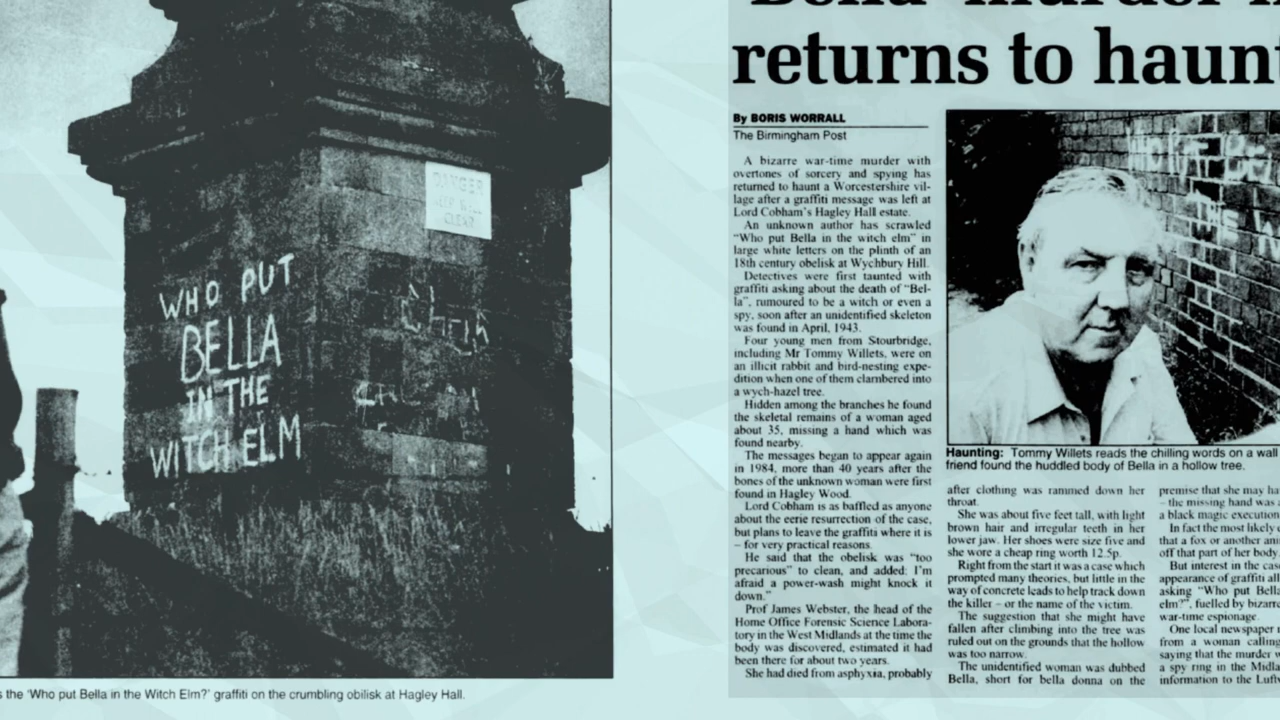 WHO PUT
BELLA
IN THE
WITCH ELM
DANGER
KEEP WELL
CLEAR
s the 'Who put Bella in the Witch Elm?' graffiti on the crumbling obilisk at Hagley Hall.
returns to haunt
By BORIS WORRALL
The Birmingham Post
A bizarre war-time murder with
overtones of sorcery and spying has
returned to haunt a Worcestershire vil-
lage after a graffiti message was left at
Lord Cobham's Hagley Hall estate.
An unknown author has scrawled
"Who put Bella in the witch elm" in
large white letters on the plinth of an
18th century obelisk at Wychbury Hill.
Detectives were first taunted with
graffiti asking about the death of "Bel-
la", rumoured to be a witch or even a
spy, soon after an unidentified skeleton
was found in April, 1943.
Four young men from Stourbridge,
including Mr Tommy Willets, were on
an illicit rabbit and bird-nesting expe-
dition when one of them clambered into
a wych-hazel tree.
Hidden among the branches he found
the skeletal remains of a woman aged
about 35, missing a hand which was
found nearby.
The messages began to appear again
in 1984, more than 40 years after the
bones of the unknown woman were first
found in Hagley Wood.
Lord Cobham is as baffled as anyone
about the eerie resurrection of the case,
but plans to leave the graffiti where it is
– for very practical reasons.
He said that the obelisk was "too
precarious" to clean, and added: I'm
afraid a power-wash might knock it
down."
Prof James Webster, the head of the
Home Office Forensic Science Labora-
tory in the West Midlands at the time the
body was discovered, estimated it had
been there for about two years.
She had died from asphyxia, probably
Haunting: Tommy Willets reads the chilling words on a wall
friend found the huddled body of Bella in a hollow tree.
after clothing was rammed down her
throat.
She was about five feet tall, with light
brown hair and irregular teeth in her
lower jaw. Her shoes were size five and
she wore a cheap ring worth 12.5p.
Right from the start it was a case which
prompted many theories, but little in the
way of concrete leads to help track down
the killer – or the name of the victim.
The suggestion that she might have
fallen after climbing into the tree was
ruled out on the grounds that the hollow
was too narrow.
The unidentified woman was dubbed
Bella, short for bella donna on the
premise that she may ha
– the missing hand was
a black magic execution
In fact the most likely
that a fox or another ani
off that part of her body
But interest in the case
appearance of graffiti all
asking "Who put Bella
elm?", fuelled by bizarre
war-time espionage.
One local newspaper
from a woman calling
saying that the murder
a spy ring in the Midla
information to the Luftw